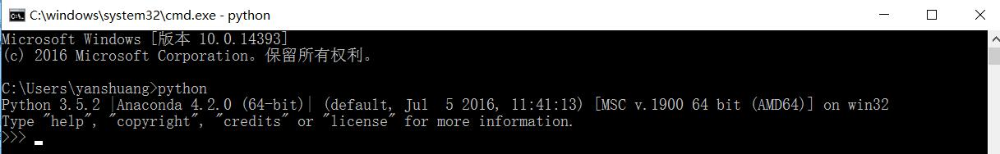 C:\windows\system32\cmd.exe - python
Microsoft Windows [版本 10.0.14393]
(c) 2016 Microsoft Corporation。保留所有权利。
C:\Users\yanshuang>python
Python 3.5.2 |Anaconda 4.2.0 (64-bit)| (default, Jul  5 2016, 11:41:13) [MSC v.1900 64 bit (AMD64)] on win32
Type "help", "copyright", "credits" or "license" for more information.
>>>